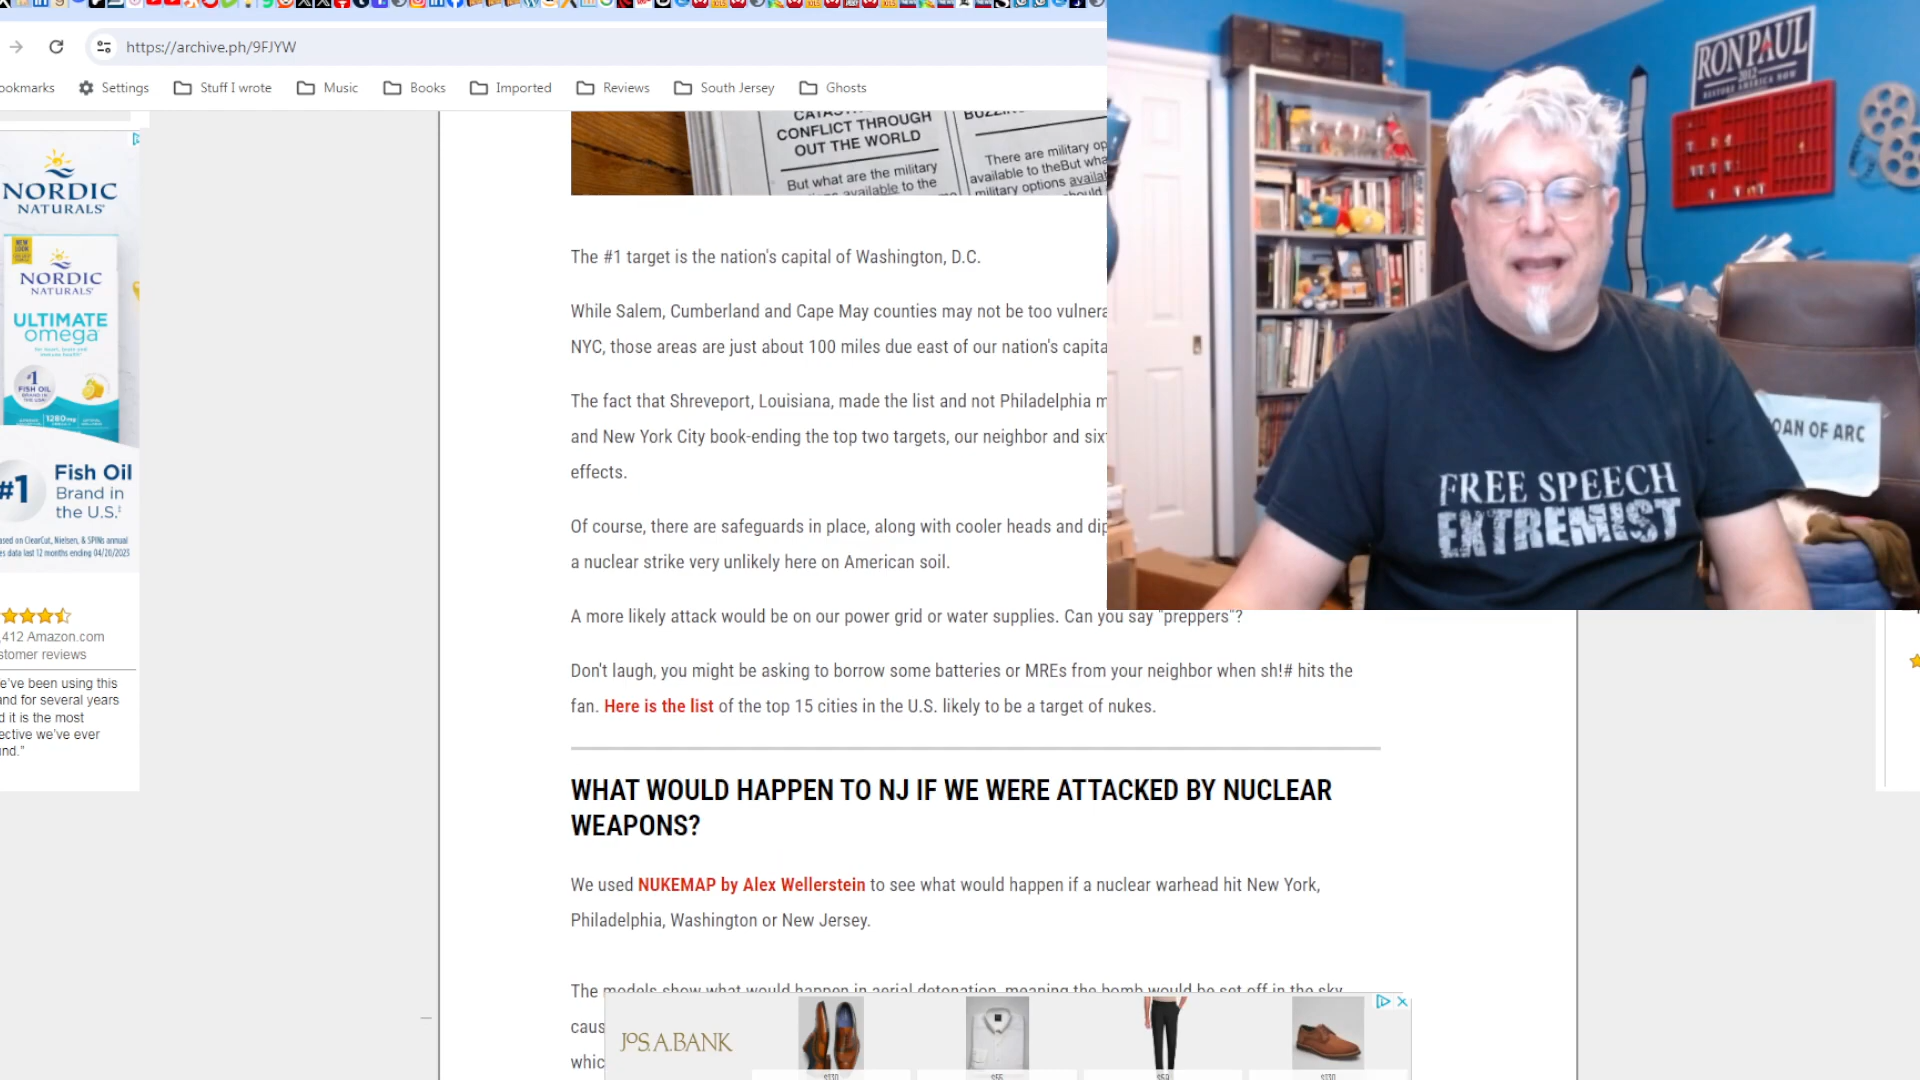 https://archive.ph/9FJYW
ookmarks
Settings
Stuff I wrote
Music
Books
Imported
Reviews
South Jersey
Ghosts
NORDIC
NATURALS
NEW LOOK
NORDIC
NATURALS
ULTIMATE
omega
#1
FISH OIL
1280mg
#1
Fish Oil
Brand in
the U.S.‡
ased on ClearCut, Nielsen, & SPINs annual
es data last 12 months ending 04/20/2023
,412 Amazon.com
stomer reviews
e've been using this
and for several years
d it is the most
ective we've ever
und."
CONFLICT THROUGH
OUT THE WORLD
But what are the military
available to the
There are military op
available to theBut wha
military options availab
should
The #1 target is the nation's capital of Washington, D.C.
While Salem, Cumberland and Cape May counties may not be too vulnera
NYC, those areas are just about 100 miles due east of our nation's capita
The fact that Shreveport, Louisiana, made the list and not Philadelphia m
and New York City book-ending the top two targets, our neighbor and six
effects.
Of course, there are safeguards in place, along with cooler heads and dip
a nuclear strike very unlikely here on American soil.
A more likely attack would be on our power grid or water supplies. Can you say "preppers"?
Don't laugh, you might be asking to borrow some batteries or MREs from your neighbor when sh!# hits the
fan. Here is the list of the top 15 cities in the U.S. likely to be a target of nukes.
WHAT WOULD HAPPEN TO NJ IF WE WERE ATTACKED BY NUCLEAR
WEAPONS?
We used NUKEMAP by Alex Wellerstein to see what would happen if a nuclear warhead hit New York,
Philadelphia, Washington or New Jersey.
The models show what would happen in aerial detonation, meaning the bomb would be set off in the sky
caus
whic
JOS. A. BANK
RON PAUL
2012
RESTORE AMERICA NOW
OAN OF ARC
FREE SPEECH
EXTREMIST